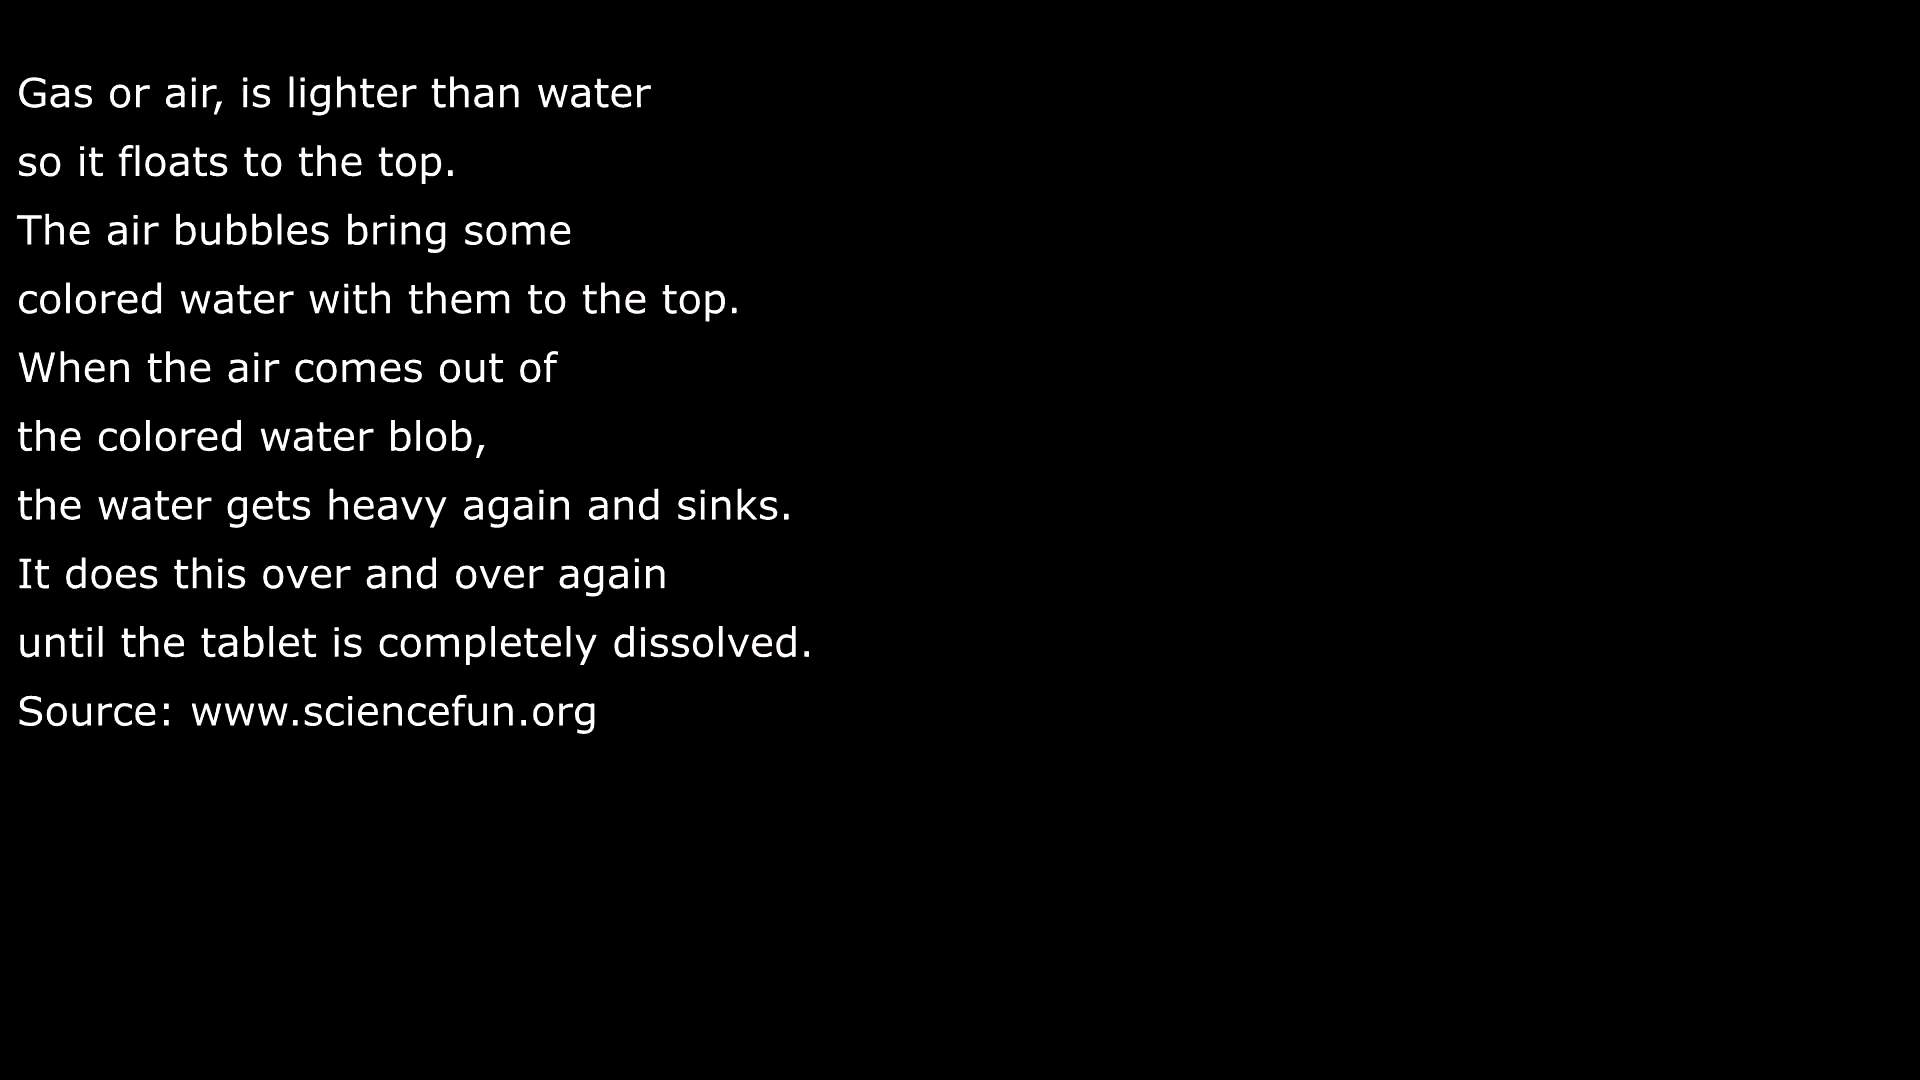 Gas or air, is lighter than water
so it floats to the top.
The air bubbles bring some
colored water with them to the top.
When the air comes out of
the colored water blob,
the water gets heavy again and sinks.
It does this over and over again
until the tablet is completely dissolved.
Source: www.sciencefun.org